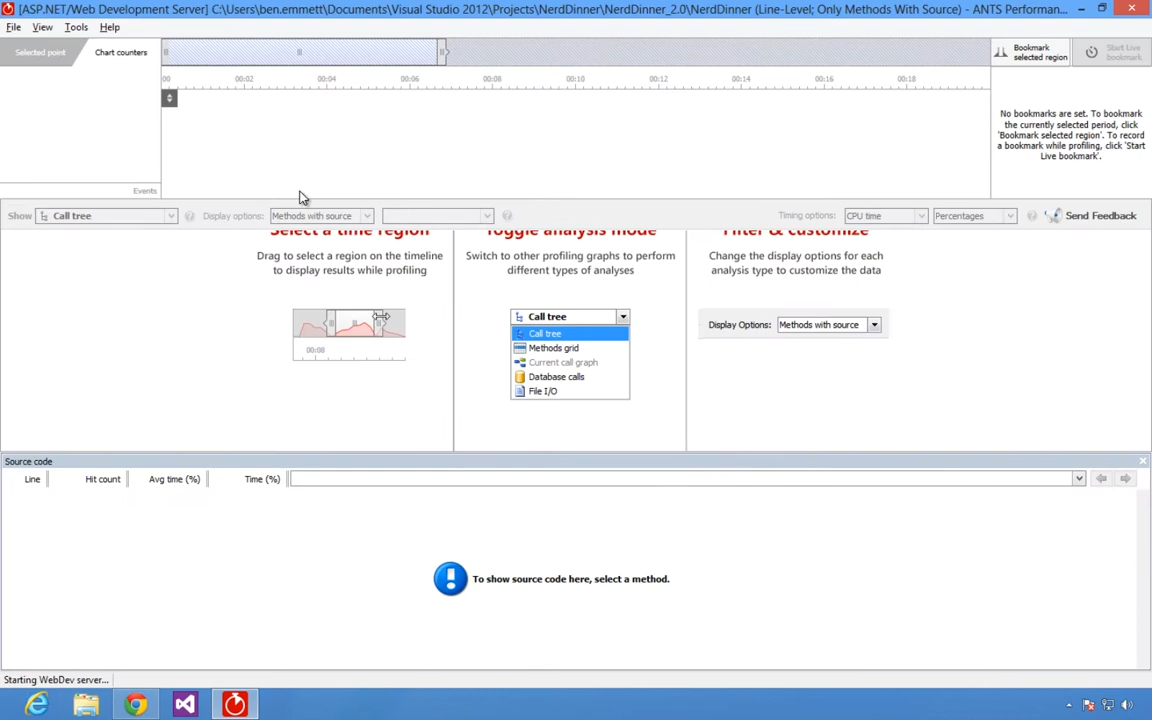 [ASP.NET/Web Development Server] C:\Users\ben.emmett\Documents\Visual Studio 2012\Projects\NerdDinner\NerdDinner_2.0\NerdDinner (Line-Level; Only Methods With Source) - ANTS Performan...
File View Tools Help
Selected point Chart counters
Bookmark selected region
Start Live bookmark
00 00:02 00:04 00:06 00:08 00:10 00:12 00:14 00:16 00:18
No bookmarks are set. To bookmark
the currently selected period, click
'Bookmark selected region'. To record
a bookmark while profiling, click 'Start
Live bookmark'.
Events
Show Call tree Display options: Methods with source Timing options: CPU time Percentages Send Feedback
Select a time region Toggle analysis mode Filter & customize
Drag to select a region on the timeline
to display results while profiling
Switch to other profiling graphs to perform
different types of analyses
Change the display options for each
analysis type to customize the data
00:08
Call tree
Call tree
Methods grid
Current call graph
Database calls
File I/O
Display Options: Methods with source
Source code
Line Hit count Avg time (%) Time (%)
To show source code here, select a method.
Starting WebDev server...